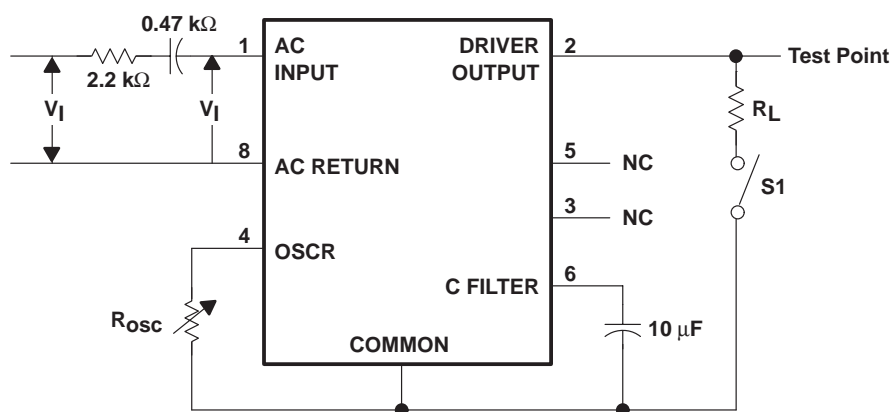 0.47 kΩ
2.2 kΩ
VI
VI
1
AC INPUT
8
AC RETURN
4
OSCR
Rosc
COMMON
DRIVER OUTPUT
2
Test Point
RL
S1
5
NC
3
NC
C FILTER
6
10 μF